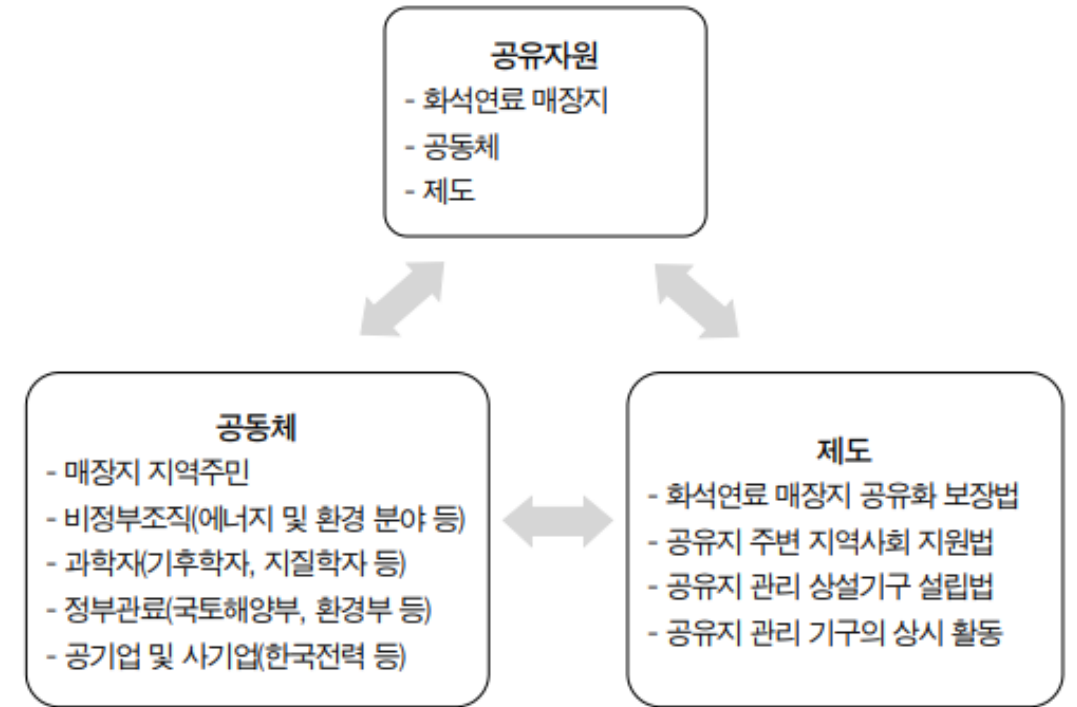 공유자원
- 화석연료 매장지
- 공동체
- 제도
공동체
- 매장지 지역주민
- 비정부조직(에너지 및 환경 분야 등)
- 과학자(기후학자, 지질학자 등)
- 정부관료(국토해양부, 환경부 등)
- 공기업 및 사기업(한국전력 등)
제도
- 화석연료 매장지 공유화 보장법
- 공유지 주변 지역사회 지원법
- 공유지 관리 상설기구 설립법
- 공유지 관리 기구의 상시 활동